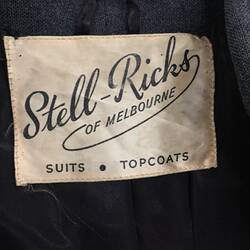 Stell-Ricks
OF MELBOURNE
SUITS • TOPCOATS